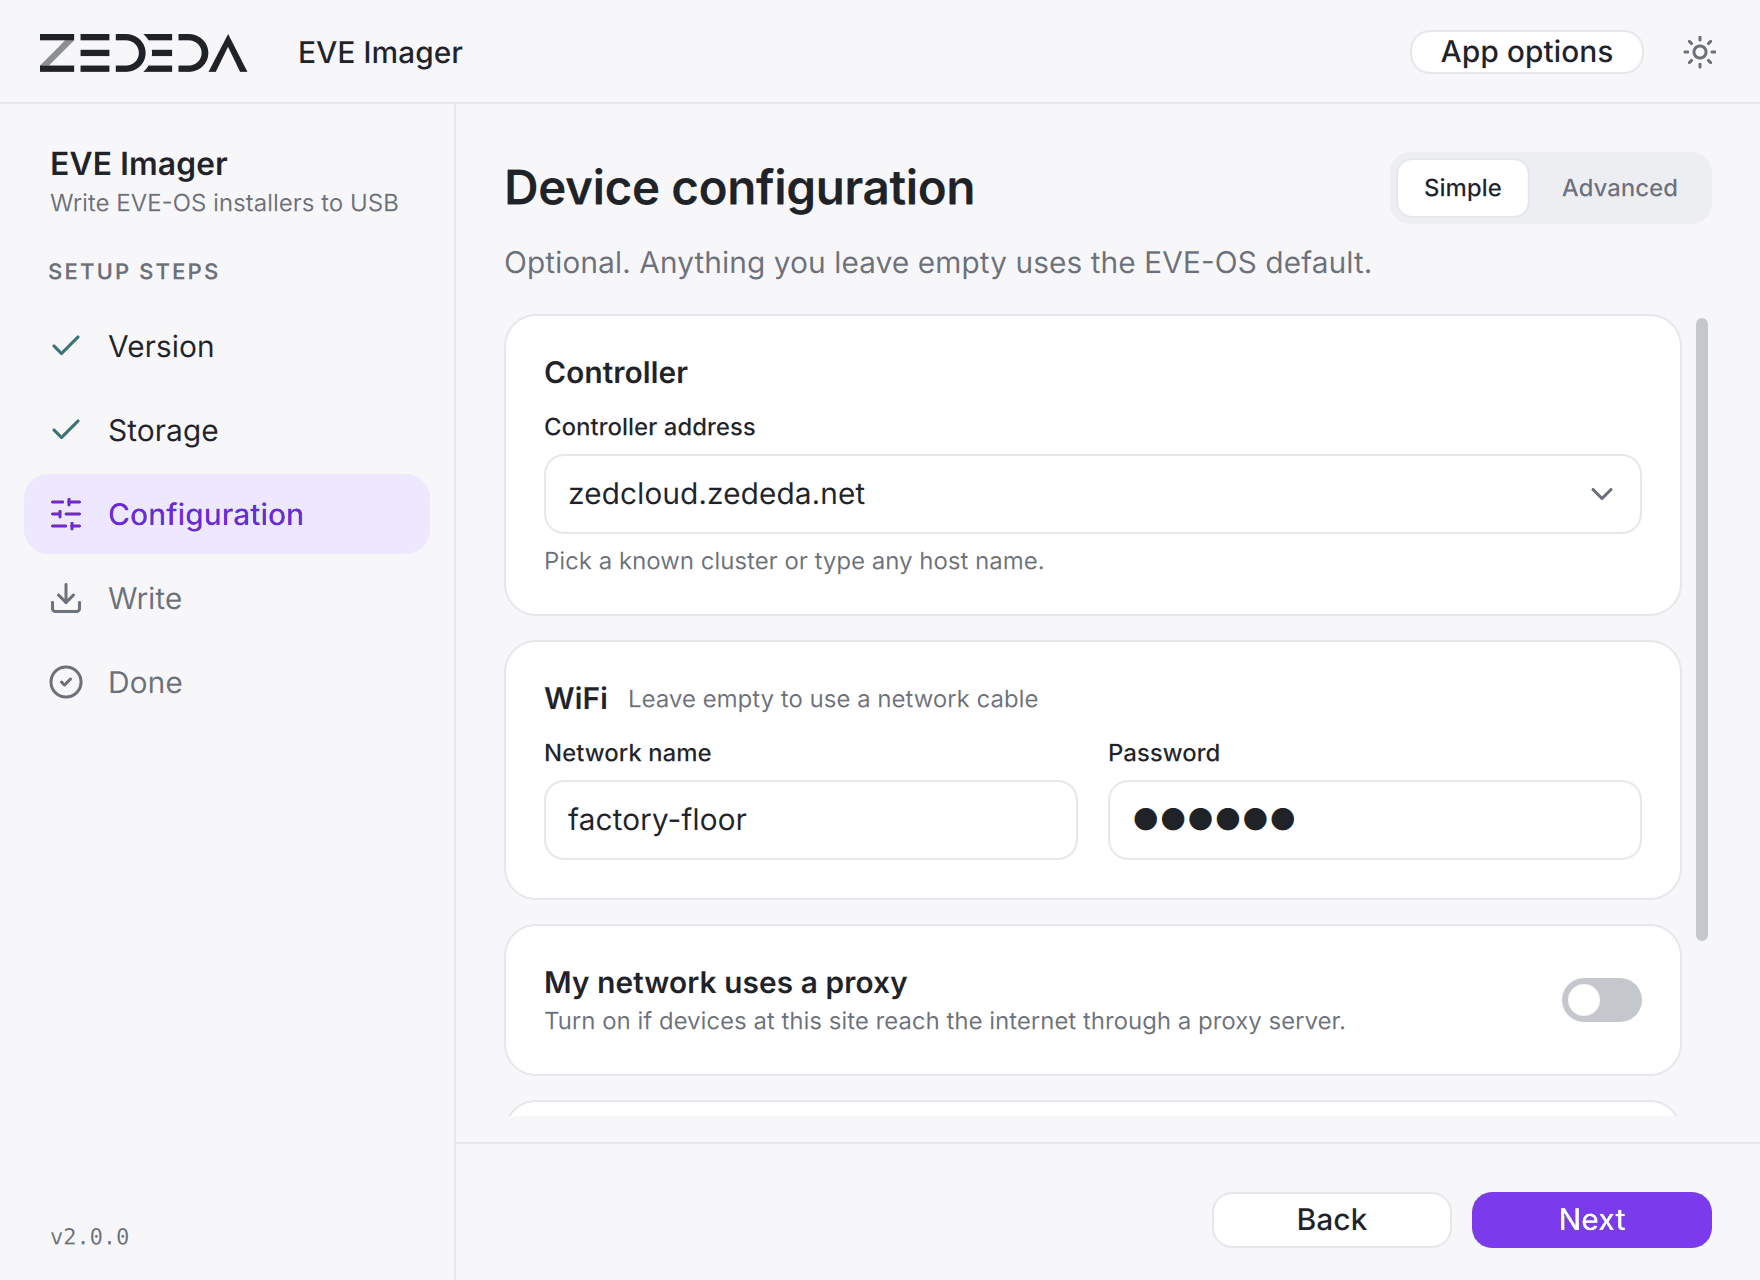 ZEDEDA
EVE Imager
App options
EVE Imager
Write EVE-OS installers to USB
SETUP STEPS
Version
Storage
Configuration
Write
Done
v2.0.0
Device configuration
Simple
Advanced
Optional. Anything you leave empty uses the EVE-OS default.
Controller
Controller address
zedcloud.zededa.net
Pick a known cluster or type any host name.
WiFi Leave empty to use a network cable
Network name
Password
factory-floor
●●●●●●
My network uses a proxy
Turn on if devices at this site reach the internet through a proxy server.
Back
Next